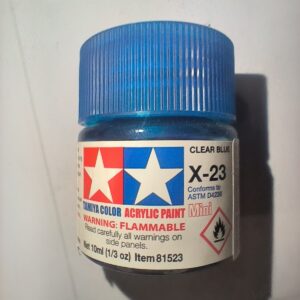 CLEAR BLUE
X-23
Conforms to
ASTM D4236
Mini
TAMIYA COLOR ACRYLIC PAINT
WARNING: FLAMMABLE
Read carefully all warnings on
side panels.
Net 10ml (1/3 oz) Item 81523